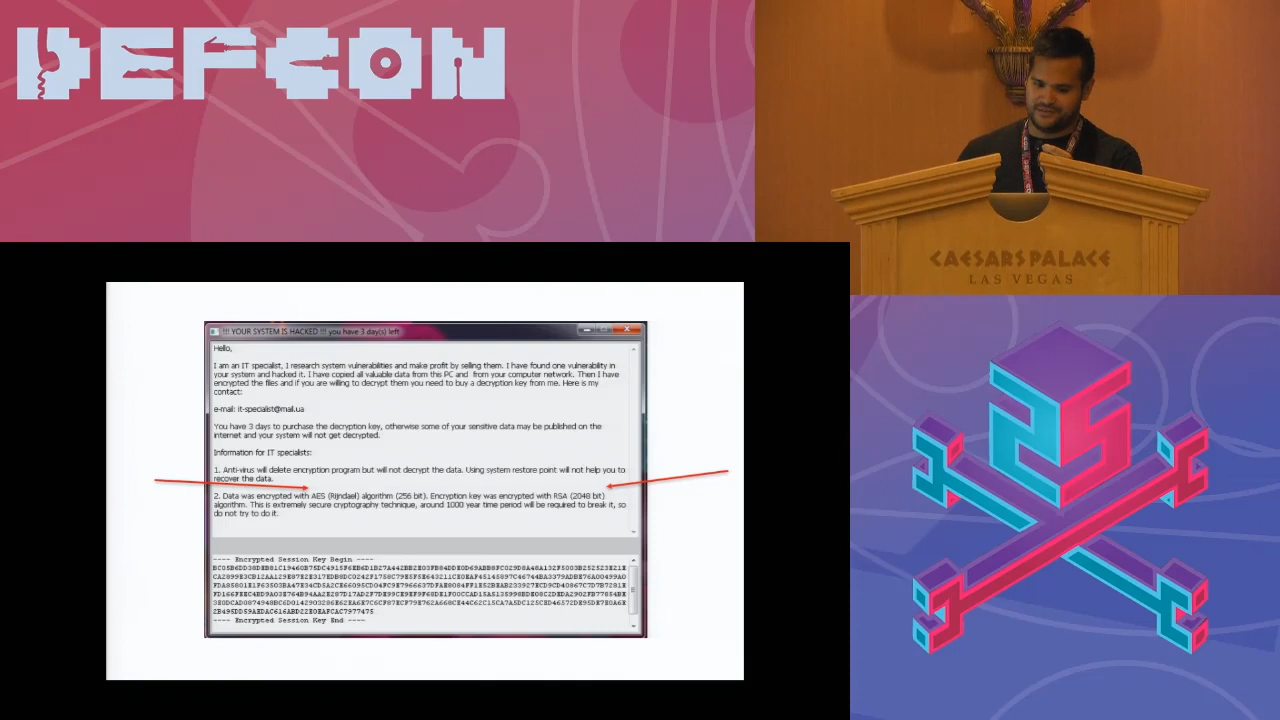 DEFCON
CAESARS PALACE
LAS VEGAS
!!! YOUR SYSTEM IS HACKED !!! you have 3 day(s) left
Hello,
I am an IT specialist, I research system vulnerabilities and make profit by selling them. I have found one vulnerability in
your system and hacked it. I have copied all valuable data from this PC and from your computer network. Then I have
encrypted the files and if you are willing to decrypt them you need to buy a decryption key from me. Here is my
contact:
e-mail: it-specialist@mail.ua
You have 3 days to purchase the decryption key, otherwise some of your sensitive data may be published on the
internet and your system will not get decrypted.
Information for IT specialists:
1. Anti-virus will delete encryption program but will not decrypt the data. Using system restore point will not help you to
recover the data.
2. Data was encrypted with AES (Rijndael) algorithm (256 bit). Encryption key was encrypted with RSA (2048 bit)
algorithm. This is extremely secure cryptography technique, around 1000 year time period will be required to break it, so
do not try to do it.
---- Encrypted Session Key Begin ----
---- Encrypted Session Key End ----